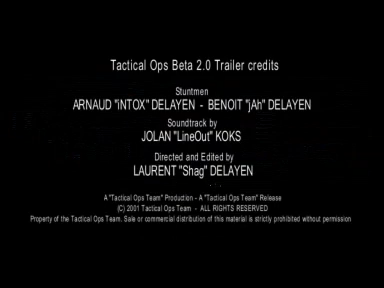 Tactical Ops Beta 2.0 Trailer credits
Stuntmen
ARNAUD "iNTOX" DELAYEN - BENOIT "jAh" DELAYEN
Soundtrack by
JOLAN "LineOut" KOKS
Directed and Edited by
LAURENT "Shag" DELAYEN
A "Tactical Ops Team" Production - A "Tactical Ops Team" Release
(C) 2001 Tactical Ops Team - ALL RIGHTS RESERVED
Property of the Tactical Ops Team. Sale or commercial distribution of this material is strictly prohibited without permission